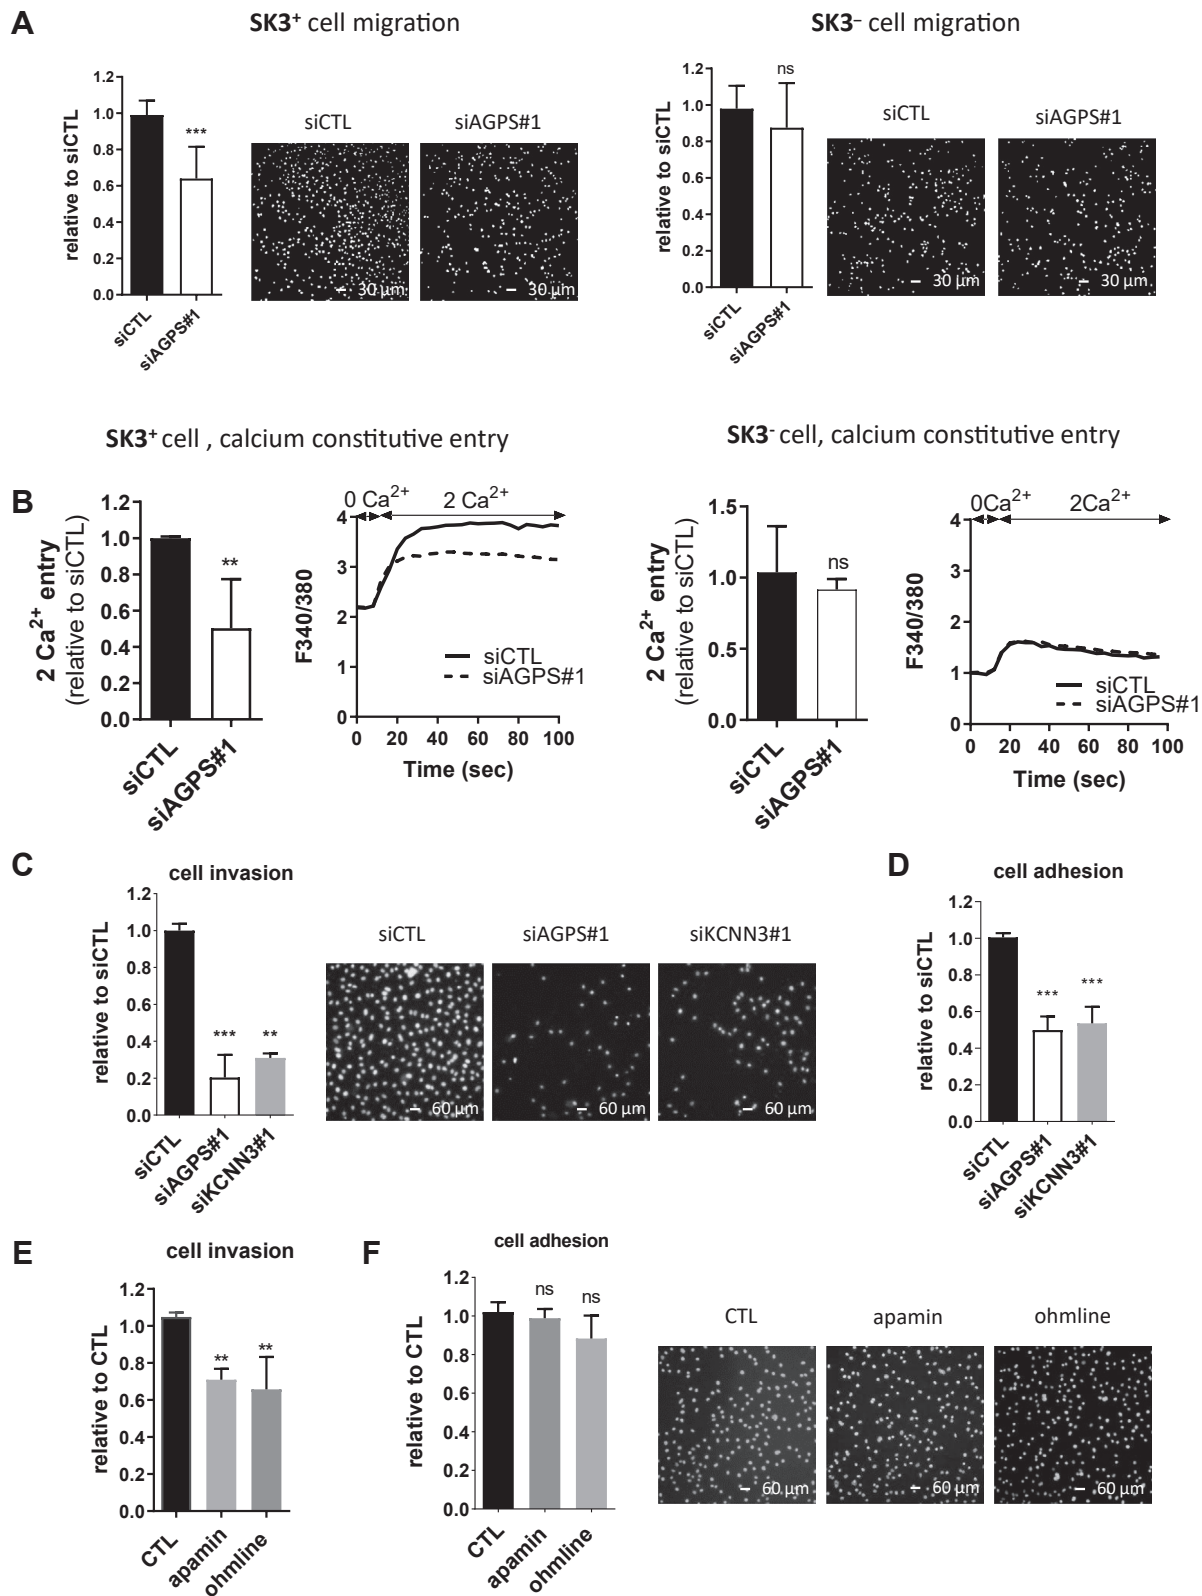 A
SK3+ cell migration
SK3– cell migration
relative to siCTL
1.2
1.0
0.8
0.6
0.4
0.2
0.0
***
siCTL
siAGPS#1
siCTL
siAGPS#1
30 µm
30 µm
relative to siCTL
1.2
1.0
0.8
0.6
0.4
0.2
0.0
ns
siCTL
siAGPS#1
siCTL
siAGPS#1
30 µm
30 µm
SK3+ cell , calcium constitutive entry
SK3- cell, calcium constitutive entry
B
2 Ca2+ entry
(relative to siCTL)
1.2
1.0
0.8
0.6
0.4
0.2
0.0
**
siCTL
siAGPS#1
0 Ca2+
2 Ca2+
F340/380
4
3
2
1
0
siCTL
siAGPS#1
0 20 40 60 80 100
Time (sec)
2 Ca2+ entry
(relative to siCTL)
1.5
1.0
0.5
0.0
ns
siCTL
siAGPS#1
0Ca2+
2Ca2+
F340/380
4
3
2
1
0
siCTL
siAGPS#1
0 20 40 60 80 100
Time (sec)
C
cell invasion
relative to siCTL
1.2
1.0
0.8
0.6
0.4
0.2
0.0
***
**
siCTL
siAGPS#1
siKCNN3#1
siCTL
siAGPS#1
siKCNN3#1
60 µm
60 µm
60 µm
D
cell adhesion
relative to siCTL
1.2
1.0
0.8
0.6
0.4
0.2
0.0
***
***
siCTL
siAGPS#1
siKCNN3#1
E
cell invasion
relative to CTL
1.2
1.0
0.8
0.6
0.4
0.2
0.0
**
**
CTL
apamin
ohmline
F
cell adhesion
relative to CTL
1.2
1.0
0.8
0.6
0.4
0.2
0.0
ns
ns
CTL
apamin
ohmline
CTL
apamin
ohmline
60 µm
60 µm
60 µm